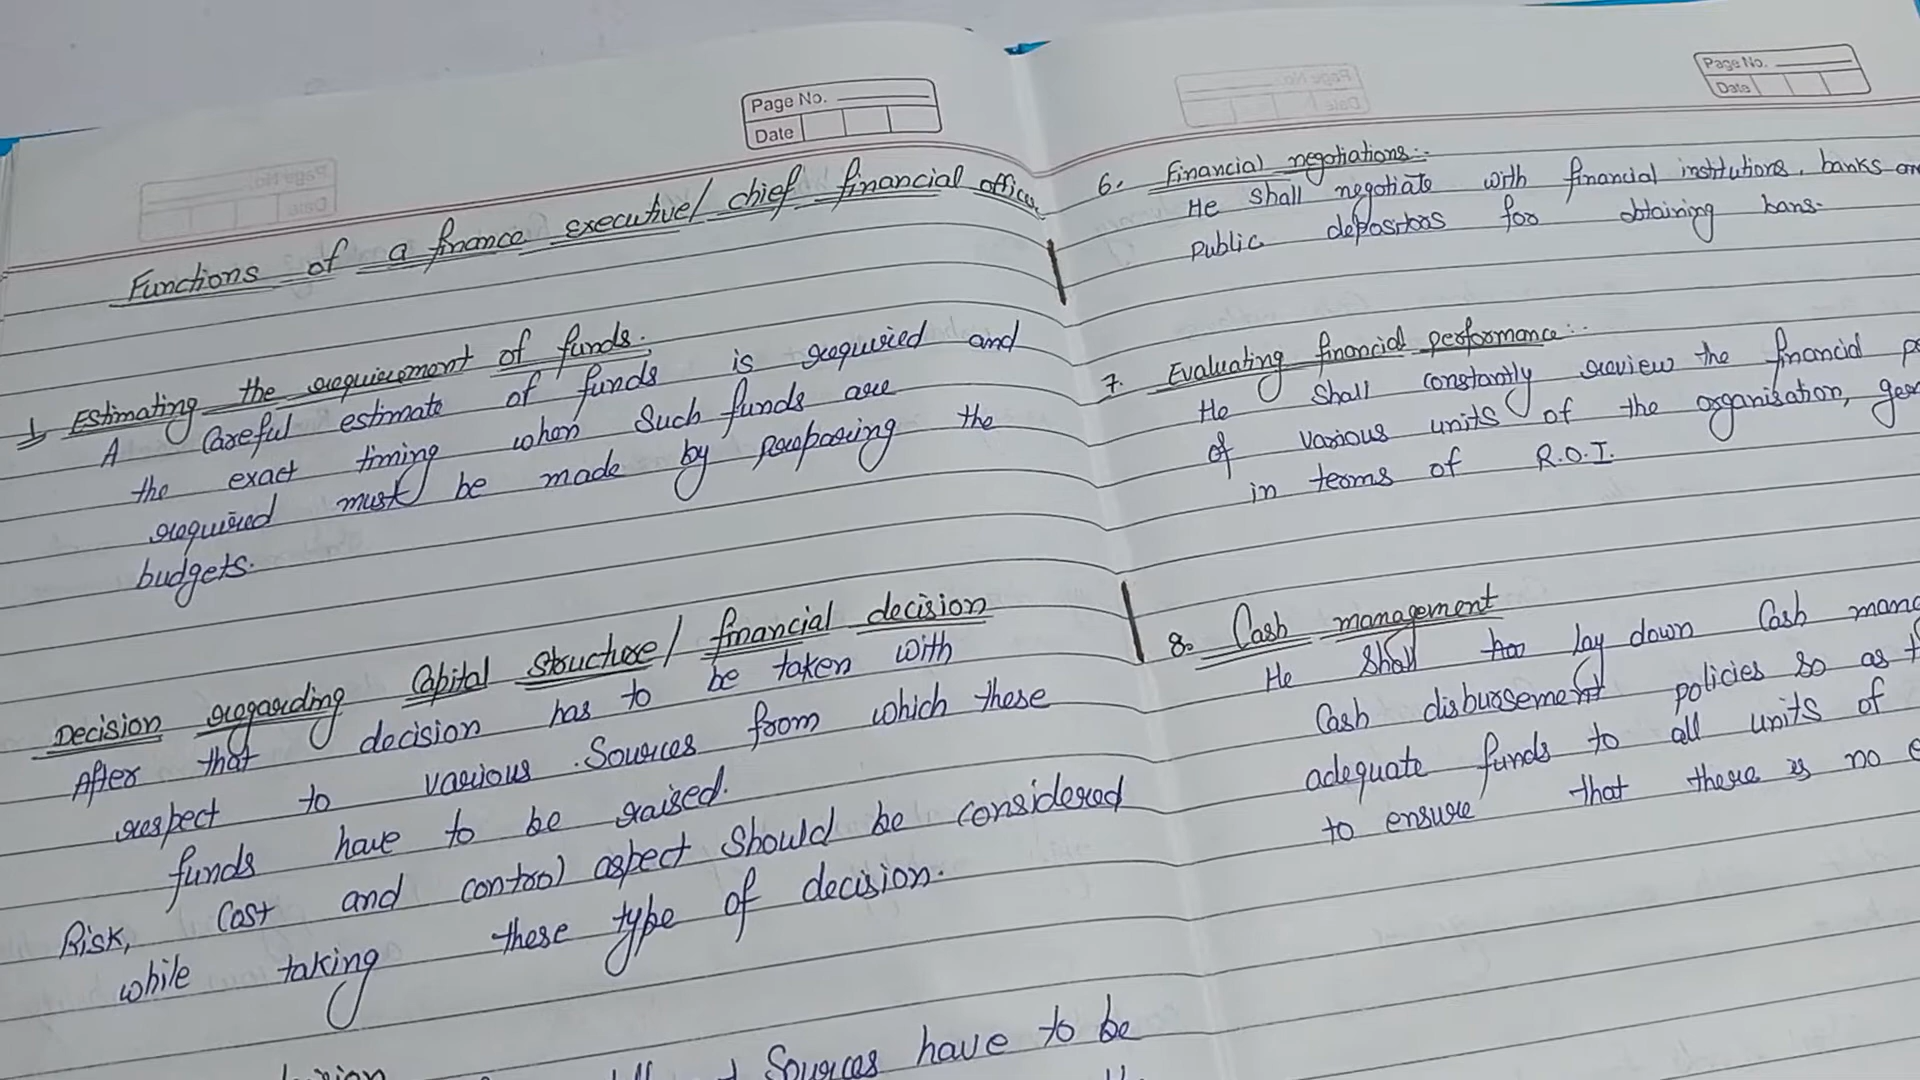 Page No.
Date
Functions of a finance executive/ chief financial officer
1. Estimating the requirement of funds.
A Careful estimate of funds is required and
the exact timing when Such funds are
required must be made by preparing the
budgets.
Decision regarding Capital structure/ financial decision
After that decision has to be taken with
respect to various Sources from which these
funds have to be raised.
Risk, Cost and control aspect Should be considered
while taking these type of decision.
Sources have to be
Page No.
Date
6. Financial negotiations:-
He Shall negotiate with financial institutions, banks
public depositors for obtaining loans.
7. Evaluating financial performance:-
He Shall constantly review the financial
of various units of the organisation,
in terms of R.O.I.
8. Cash management
He Shall lay down Cash
Cash disbursement policies So as
adequate funds to all units of
to ensure that there is no